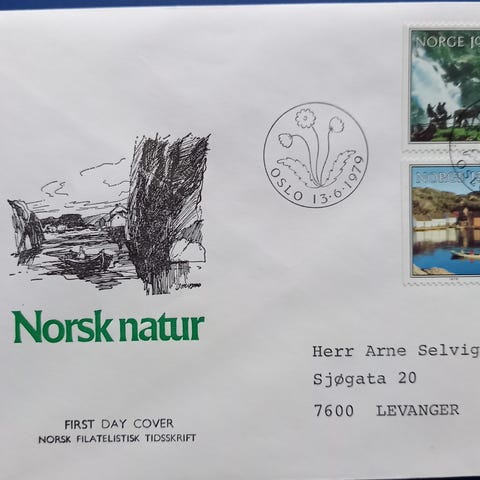 NORGE
OSLO 13·6·1979
NORGE
Norsk natur
Herr Arne Selvig
Sjøgata 20
7600 LEVANGER
FIRST DAY COVER
NORSK FILATELISTISK TIDSSKRIFT